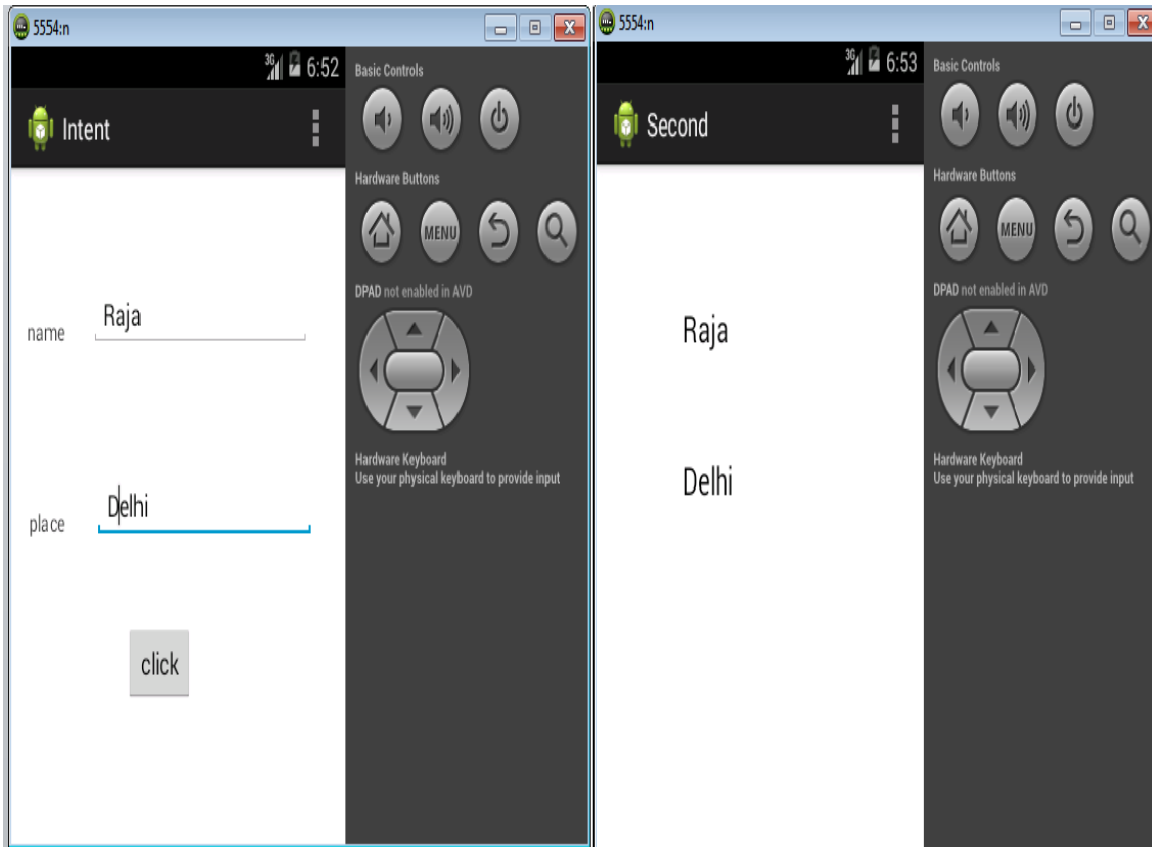 5554:n
3G 6:52
Intent
name Raja
place Delhi
click
Basic Controls
Hardware Buttons
MENU
DPAD not enabled in AVD
Hardware Keyboard
Use your physical keyboard to provide input
5554:n
3G 6:53
Second
Raja
Delhi
Basic Controls
Hardware Buttons
MENU
DPAD not enabled in AVD
Hardware Keyboard
Use your physical keyboard to provide input